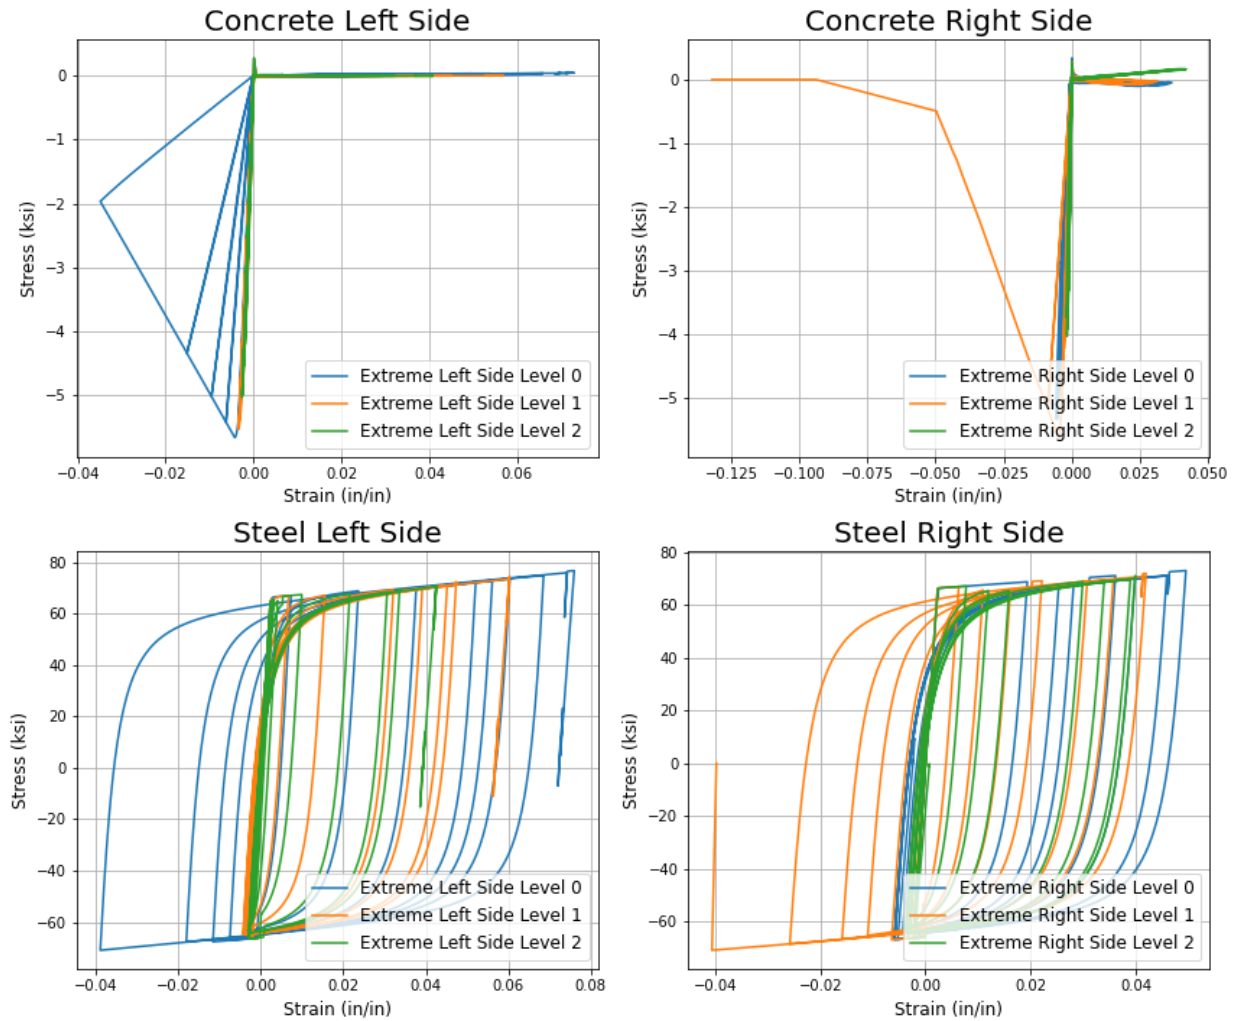 Concrete Left Side
0
−1
−2
−3
−4
−5
Stress (ksi)
−0.04 −0.02 0.00 0.02 0.04 0.06
Strain (in/in)
Extreme Left Side Level 0
Extreme Left Side Level 1
Extreme Left Side Level 2
Concrete Right Side
0
−1
−2
−3
−4
−5
Stress (ksi)
−0.125 −0.100 −0.075 −0.050 −0.025 0.000 0.025 0.050
Strain (in/in)
Extreme Right Side Level 0
Extreme Right Side Level 1
Extreme Right Side Level 2
Steel Left Side
80
60
40
20
0
−20
−40
−60
Stress (ksi)
−0.04 −0.02 0.00 0.02 0.04 0.06 0.08
Strain (in/in)
Extreme Left Side Level 0
Extreme Left Side Level 1
Extreme Left Side Level 2
Steel Right Side
80
60
40
20
0
−20
−40
−60
Stress (ksi)
−0.04 −0.02 0.00 0.02 0.04
Strain (in/in)
Extreme Right Side Level 0
Extreme Right Side Level 1
Extreme Right Side Level 2